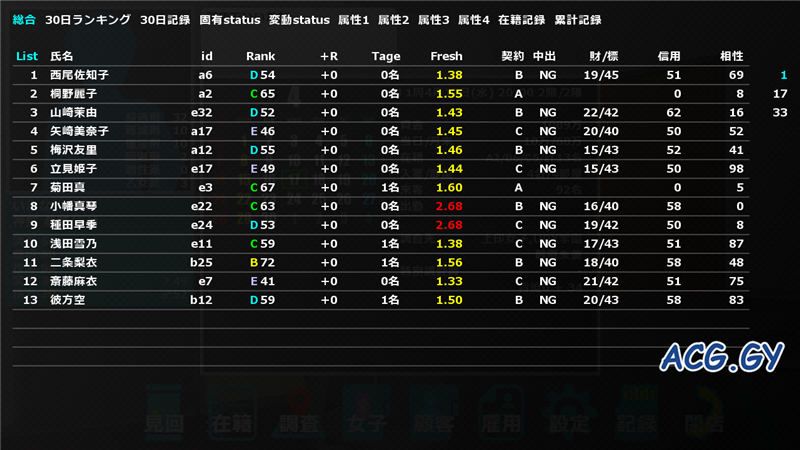 総合 30日ランキング 30日記録 固有status 変動status 属性1 属性2 属性3 属性4 在籍記録 累計記録
List 氏名 id Rank +R Tage Fresh 契約 中出 財/標 信用 相性
1 西尾佐知子 a6 D 54 +0 0名 1.38 B NG 19/45 51 69 1
2 桐野麗子 a2 C 65 +0 0名 1.55 A 0 8 17
3 山崎茉由 e32 D 52 +0 0名 1.43 B NG 22/42 62 16 33
4 矢崎美奈子 a17 E 46 +0 0名 1.45 C NG 20/40 50 52
5 梅沢友里 a12 D 55 +0 0名 1.46 B NG 15/43 52 41
6 立見姫子 e17 E 49 +0 0名 1.44 C NG 15/43 50 98
7 菊田真 e3 C 67 +0 0名 1.60 A 0 5
8 小幡真琴 e22 C 63 +0 0名 2.68 B NG 16/40 58 0
9 種田早季 e24 D 53 +0 0名 2.68 C NG 19/42 50 8
10 浅田雪乃 e11 C 59 +0 1名 1.38 B NG 17/43 51 87
11 二条梨衣 b25 B 72 +0 1名 1.56 B NG 18/40 58 48
12 斎藤麻衣 e7 E 41 +0 0名 1.33 C NG 21/42 51 75
13 彼方空 b12 D 59 +0 1名 1.50 B NG 20/43 58 83
ACG.GY
見回 在籍 調査 女子 顧客 雇用 設定 記録 開店